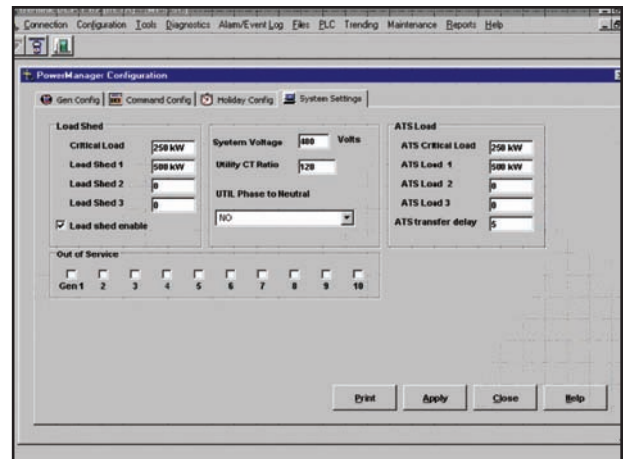 Connection Configuration Tools Diagnostics Alarm/Event Log Files PLC Trending Maintenance Reports Help
PowerManager Configuration
Gen Config Command Config Holiday Config System Settings
Load Shed
Critical Load 250 kW
Load Shed 1 500 kW
Load Shed 2 0
Load Shed 3 0
Load shed enable
System Voltage 480 Volts
Utility CT Ratio 120
UTIL Phase to Neutral
NO
ATS Load
ATS Critical Load 250 kW
ATS Load 1 500 kW
ATS Load 2 0
ATS Load 3 0
ATS transfer delay 5
Out of Service
Gen 1 2 3 4 5 6 7 8 9 10
Print Apply Close Help